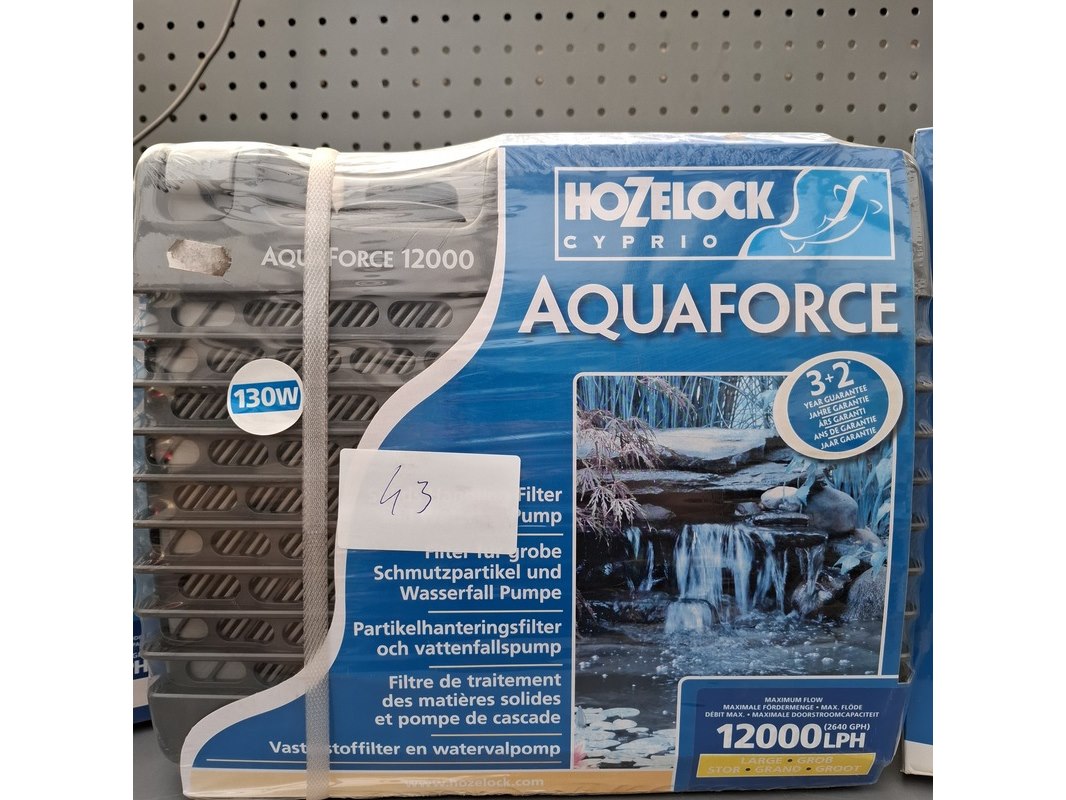 HOZELOCK
CYPRIO
AQUAFORCE 12000
AQUAFORCE
3+2*
YEAR GUARANTEE
JAHRE GARANTIE
ÅRS GARANTI
ANS DE GARANTIE
JAAR GARANTIE
130W
43
Filter
Pump
Filter für grobe
Schmutzpartikel und
Wasserfall Pumpe
Partikelhanteringsfilter
och vattenfallspump
Filtre de traitement
des matières solides
et pompe de cascade
Vaste stoffilter en watervalpomp
www.hozelock.com
MAXIMUM FLOW
MAXIMALE FÖRDERMENGE • MAX. FLÖDE
DÉBIT MAX. • MAXIMALE DOORSTROOMCAPACITEIT
(2640 GPH)
12000LPH
LARGE • GROB
STOR • GRAND • GROOT